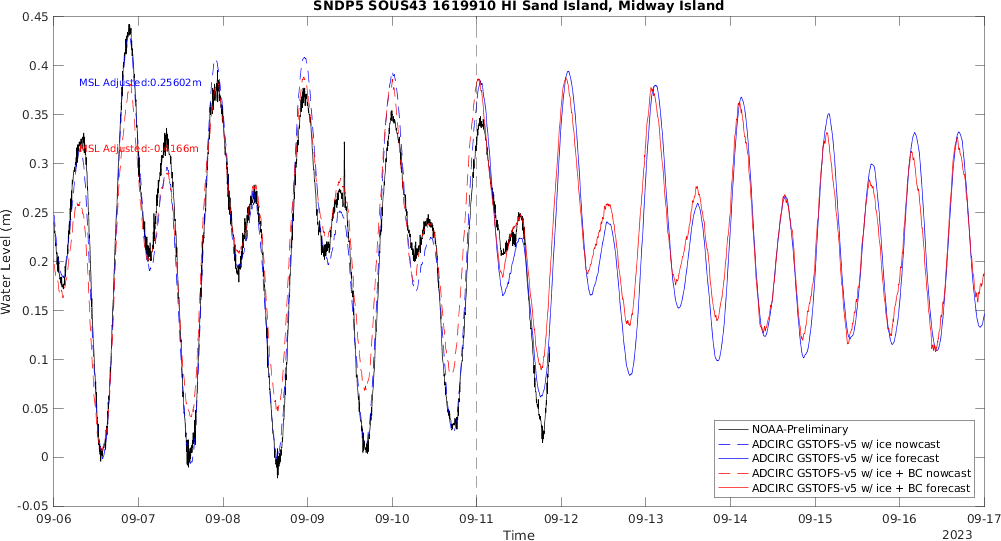 SNDP5 SOUS43 1619910 HI Sand Island, Midway Island
0.45
0.4
0.35
0.3
0.25
0.2
0.15
0.1
0.05
0
-0.05
Water Level (m)
MSL Adjusted:0.25602m
MSL
NOAA-Preliminary
ADCIRC GSTOFS-v5 w/ ice nowcast
ADCIRC GSTOFS-v5 w/ ice forecast
ADCIRC GSTOFS-v5 w/ ice + BC nowcast
ADCIRC GSTOFS-v5 w/ ice + BC forecast
09-06 09-07 09-08 09-09 09-10 09-11 09-12 09-13 09-14 09-15 09-16 09-17
Time
2023